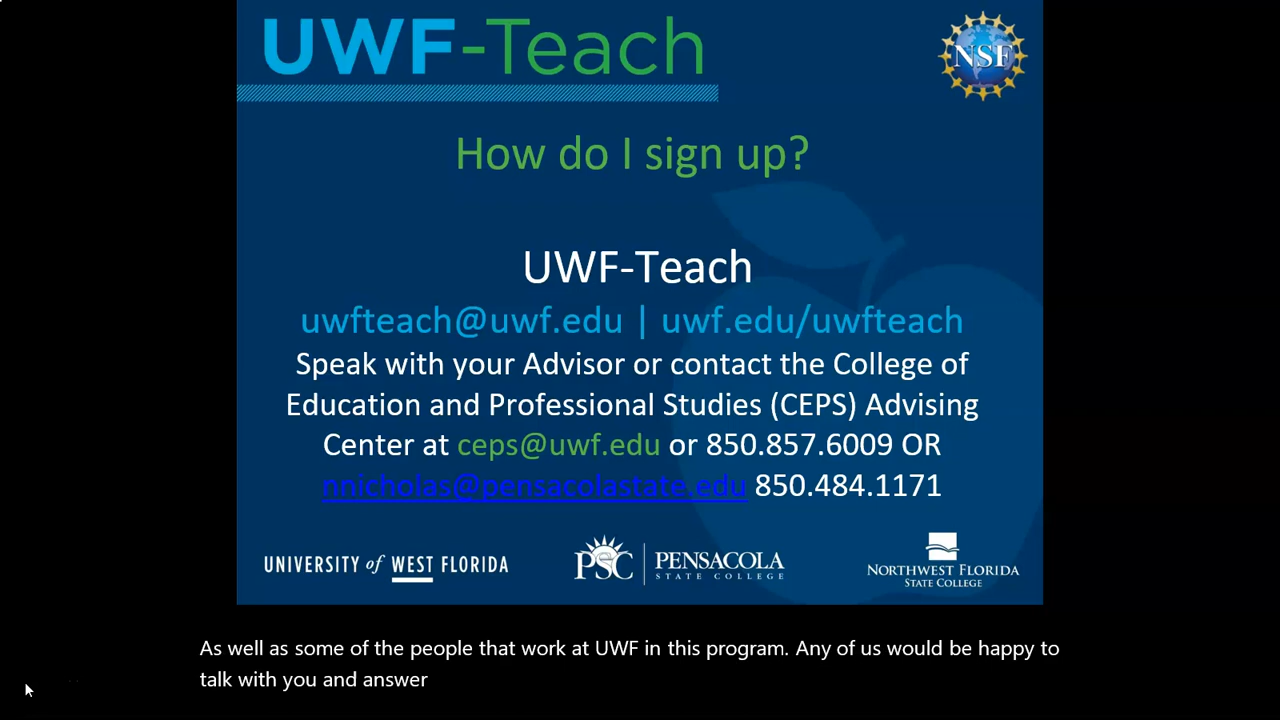 UWF-Teach
NSF
How do I sign up?
UWF-Teach
uwfteach@uwf.edu | uwf.edu/uwfteach
Speak with your Advisor or contact the College of
Education and Professional Studies (CEPS) Advising
Center at ceps@uwf.edu or 850.857.6009 OR
nnicholas@pensacolastate.edu 850.484.1171
UNIVERSITY of WEST FLORIDA
PSC PENSACOLA
STATE COLLEGE
NORTHWEST FLORIDA
STATE COLLEGE
As well as some of the people that work at UWF in this program. Any of us would be happy to
talk with you and answer